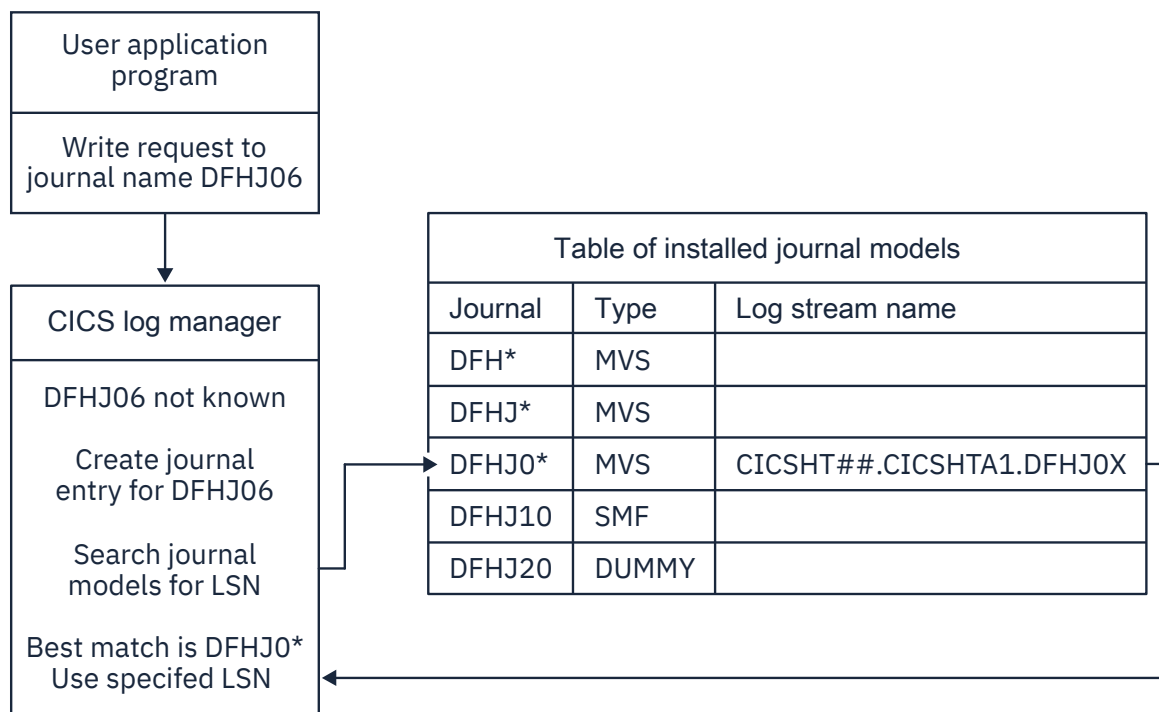 User application
program
Write request to
journal name DFHJ06
CICS log manager
DFHJ06 not known
Create journal
entry for DFHJ06
Search journal
models for LSN
Best match is DFHJ0*
Use specifed LSN
Table of installed journal models
Journal Type Log stream name
DFH* MVS
DFHJ* MVS
DFHJ0* MVS CICSHT##.CICSHTA1.DFHJ0X
DFHJ10 SMF
DFHJ20 DUMMY